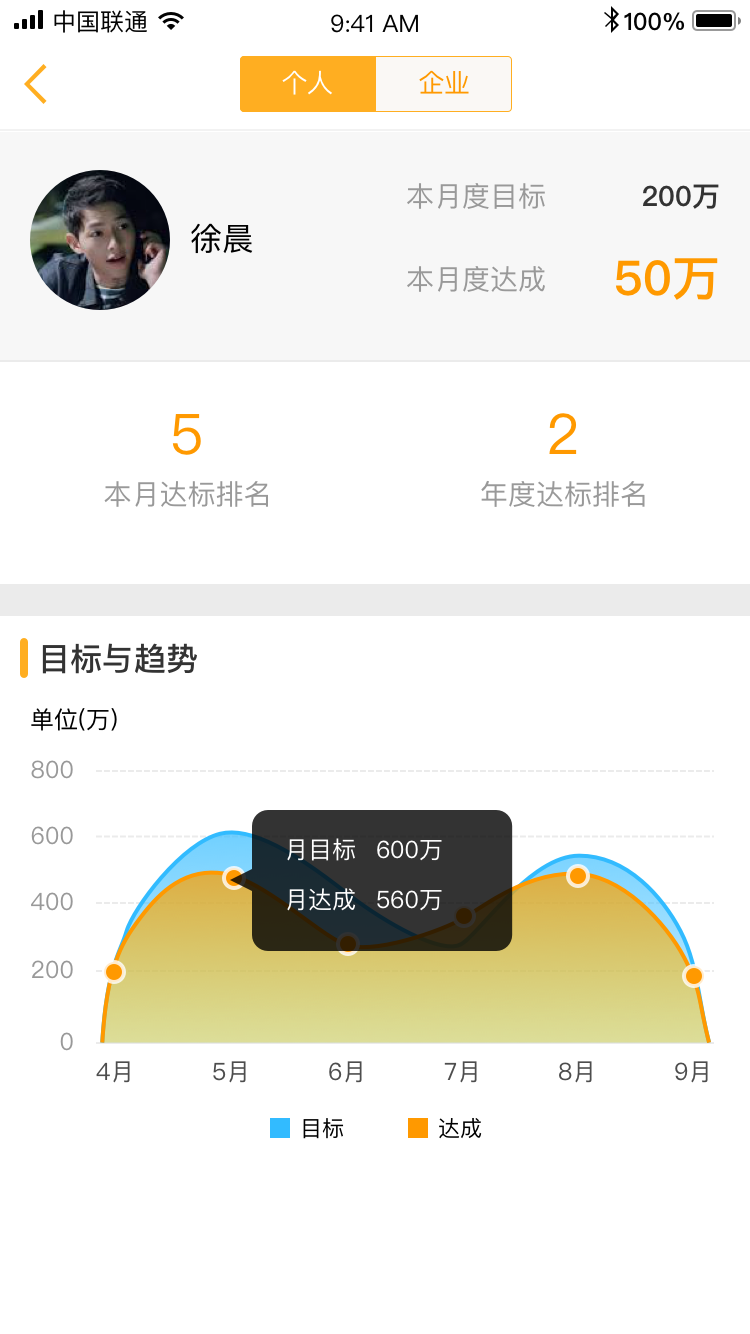 中国联通 9:41 AM 100%
个人 企业
徐晨
本月度目标 200万
本月度达成 50万
5 2
本月达标排名 年度达标排名
目标与趋势
单位(万)
800
600
月目标 600万
400
月达成 560万
200
0
4月 5月 6月 7月 8月 9月
目标 达成